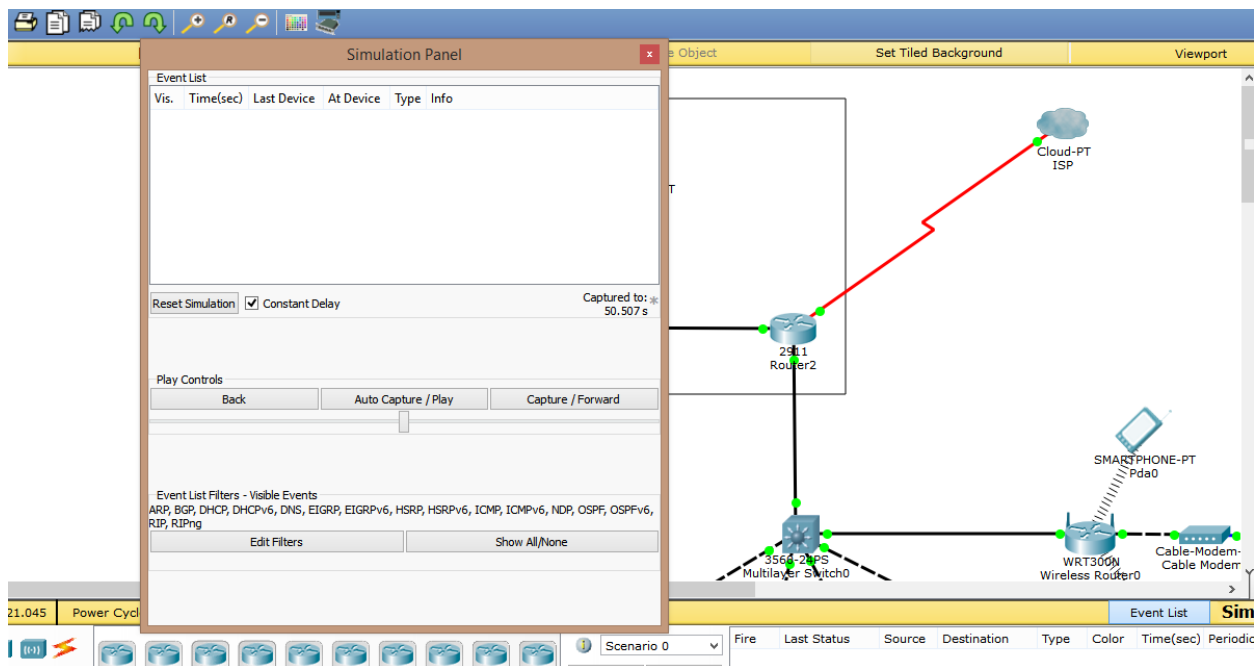 e Object
Set Tiled Background
Viewport
Simulation Panel
x
Event List
Vis. Time(sec) Last Device At Device Type Info
Reset Simulation Constant Delay
Captured to: *
50.507 s
Play Controls
Back Auto Capture / Play Capture / Forward
Event List Filters - Visible Events
ARP, BGP, DHCP, DHCPv6, DNS, EIGRP, EIGRPv6, HSRP, HSRPv6, ICMP, ICMPv6, NDP, OSPF, OSPFv6,
RIP, RIPng
Edit Filters Show All/None
T
Cloud-PT
ISP
2911
Router2
SMARTPHONE-PT
Pda0
3560-24PS
Multilayer Switch0
WRT300N
Wireless Router0
Cable-Modem-
Cable Modem
21.045 Power Cycl
Event List Sim
Scenario 0
Fire Last Status Source Destination Type Color Time(sec) Periodic